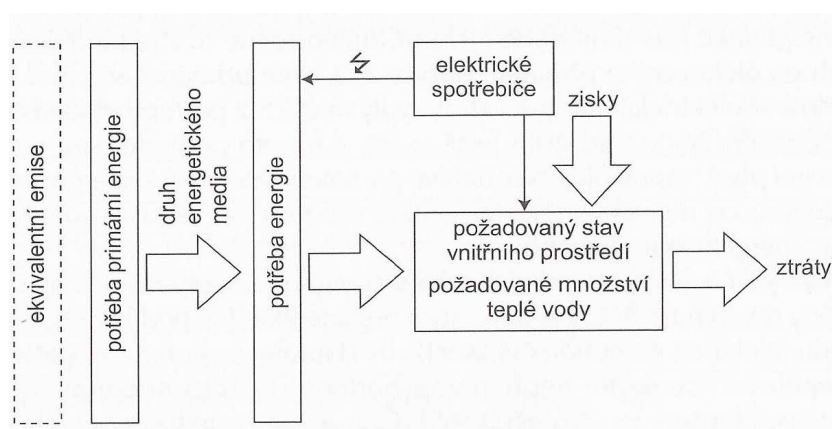 ekvivalentní emise
potřeba primární energie
druh
energetického
media
potřeba energie
elektrické
spotřebiče
zisky
požadovaný stav
vnitřního prostředí
požadované množství
teplé vody
ztráty